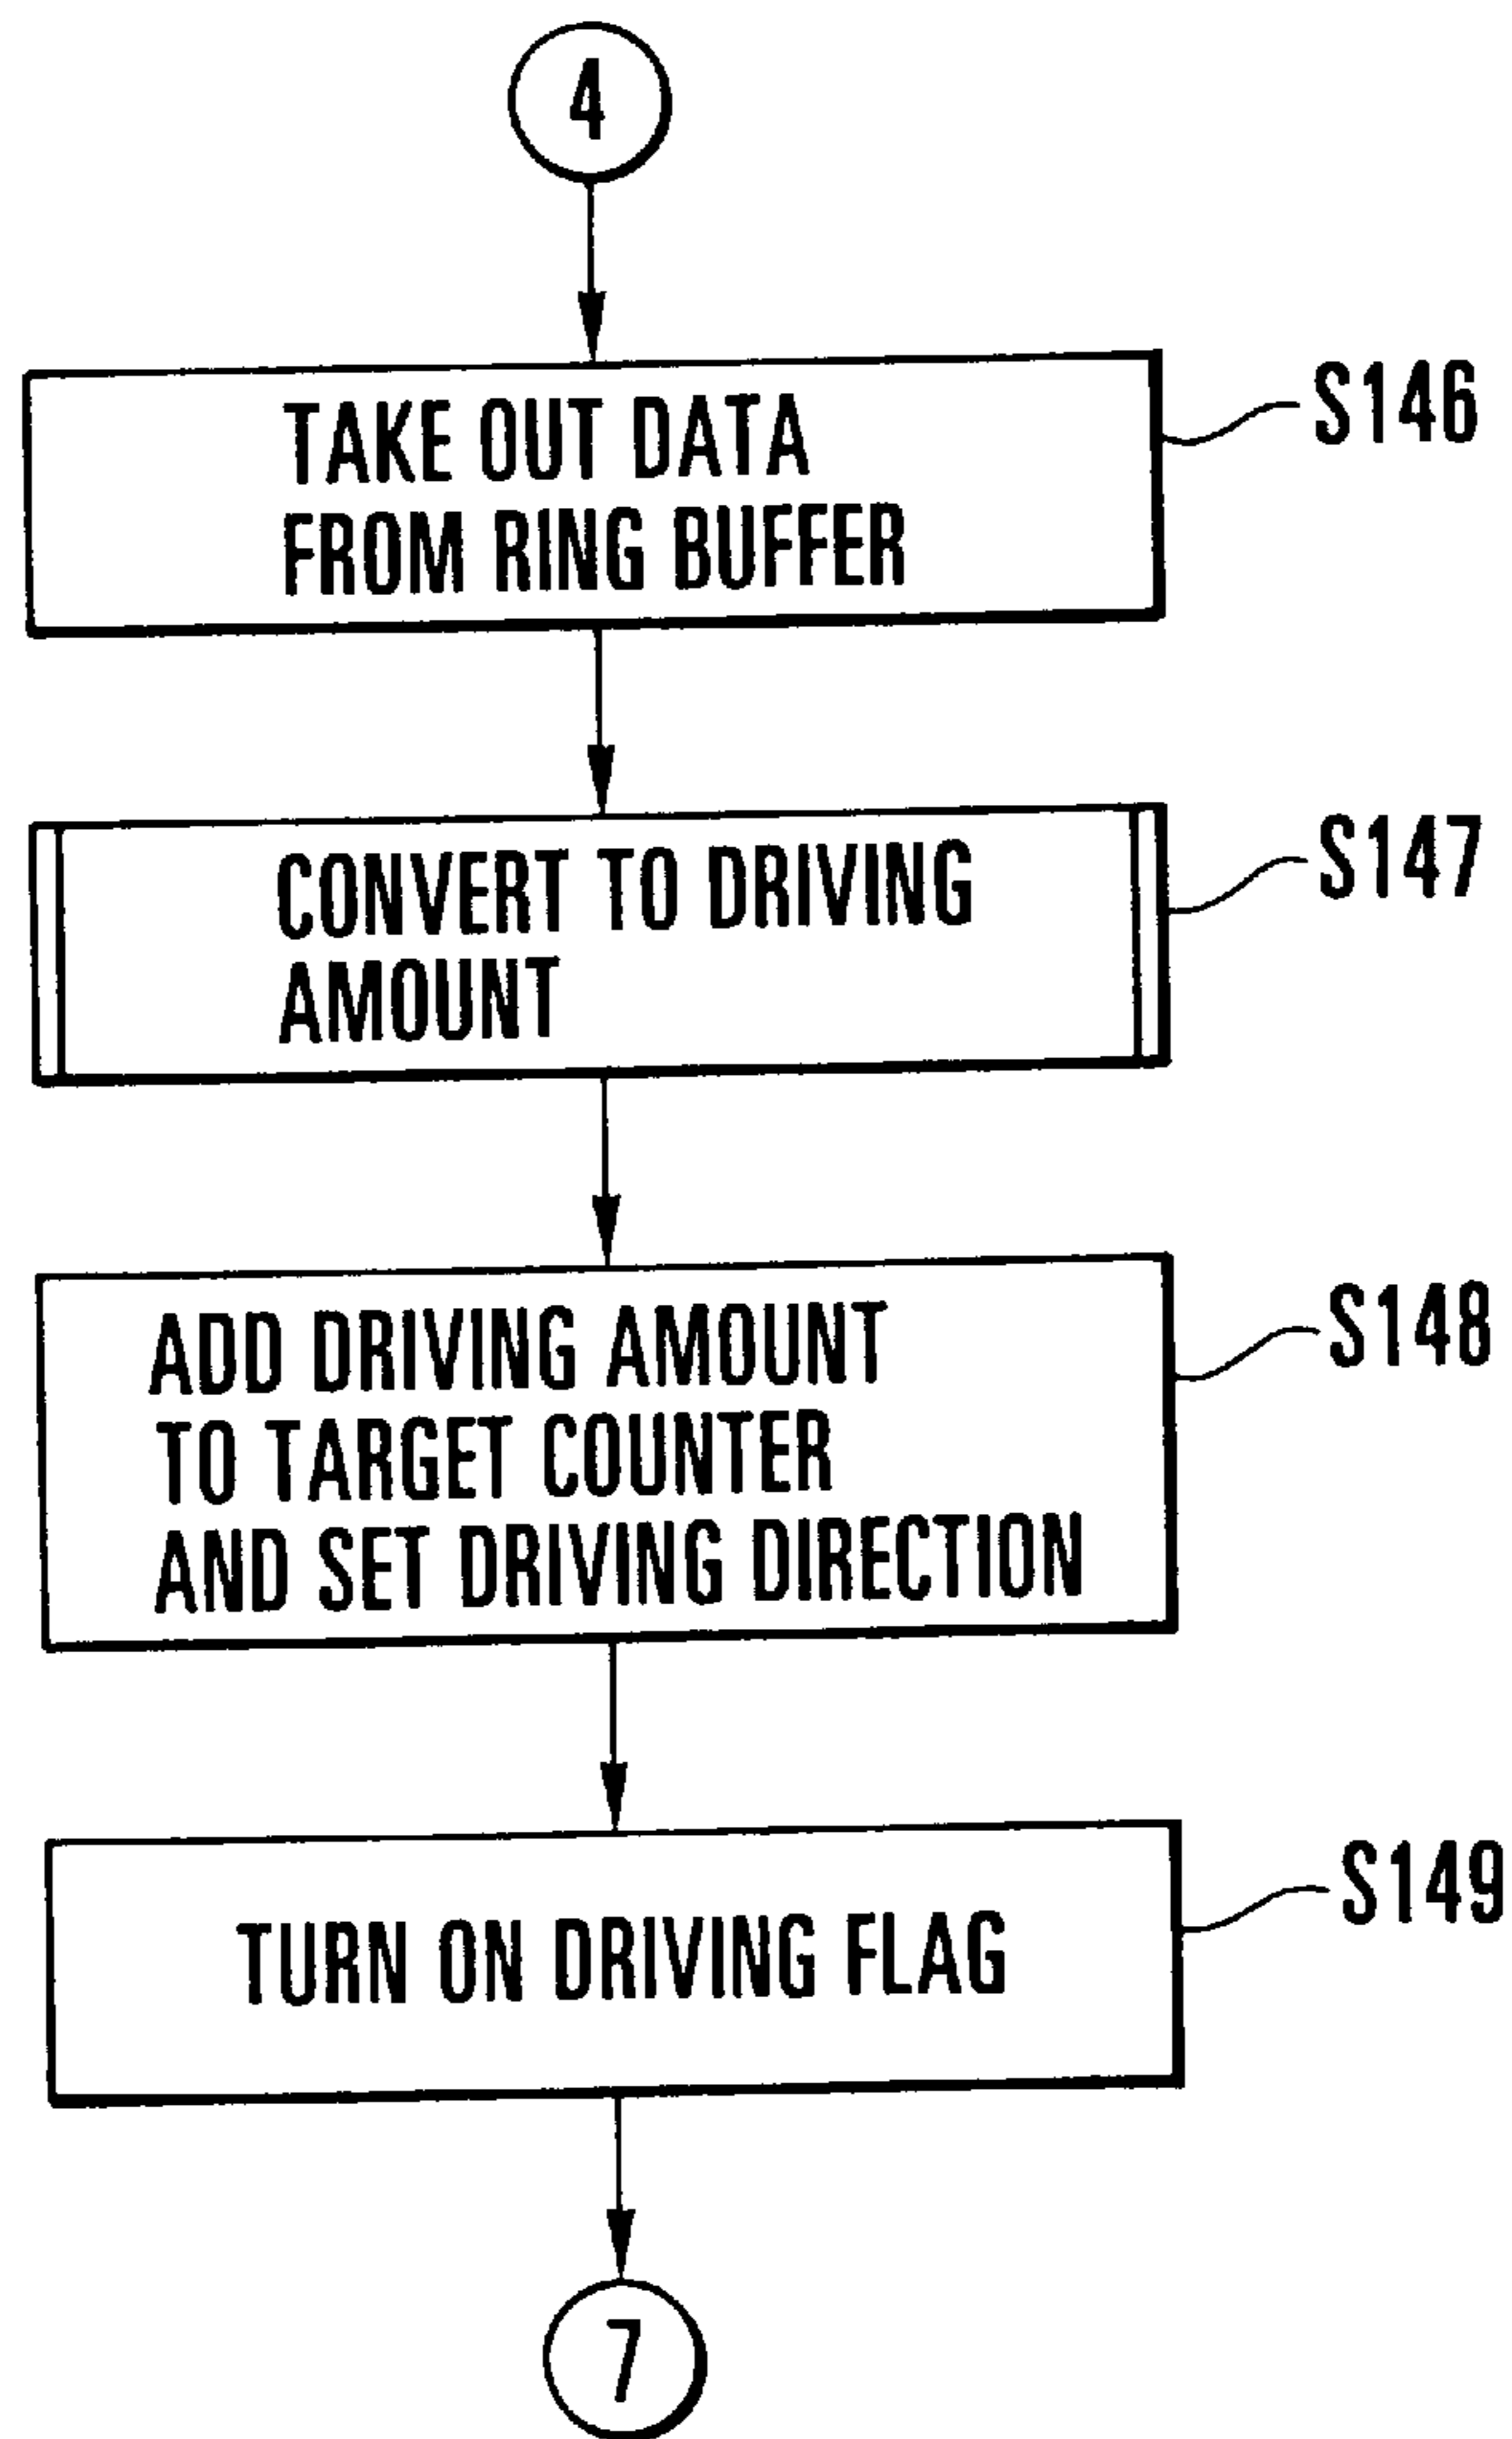 4
TAKE OUT DATA
FROM RING BUFFER
S146
CONVERT TO DRIVING
AMOUNT
S147
ADD DRIVING AMOUNT
TO TARGET COUNTER
AND SET DRIVING DIRECTION
S148
TURN ON DRIVING FLAG
S149
7